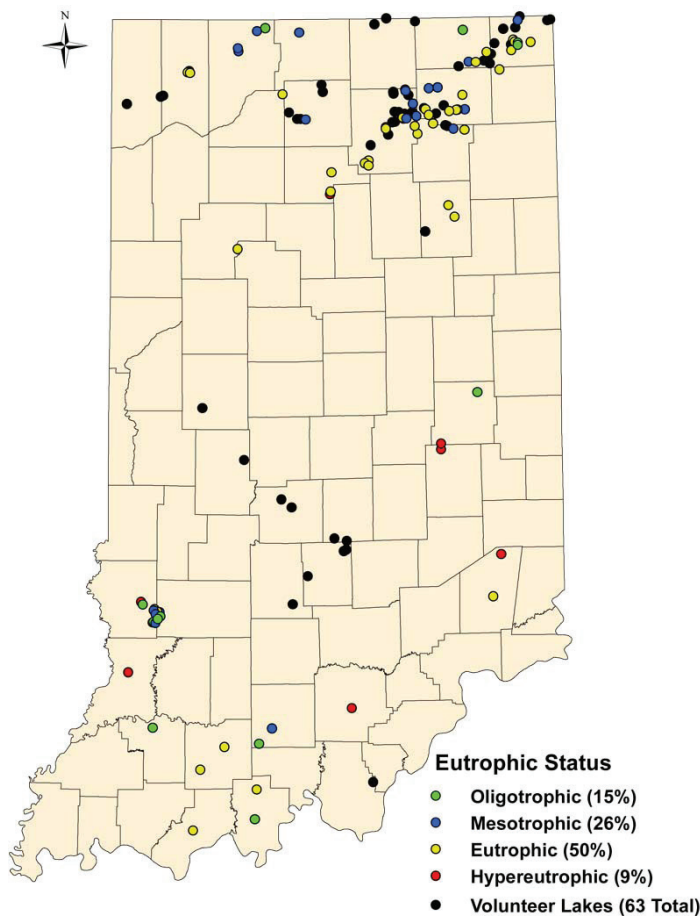 N
Eutrophic Status
Oligotrophic (15%)
Mesotrophic (26%)
Eutrophic (50%)
Hypereutrophic (9%)
Volunteer Lakes (63 Total)